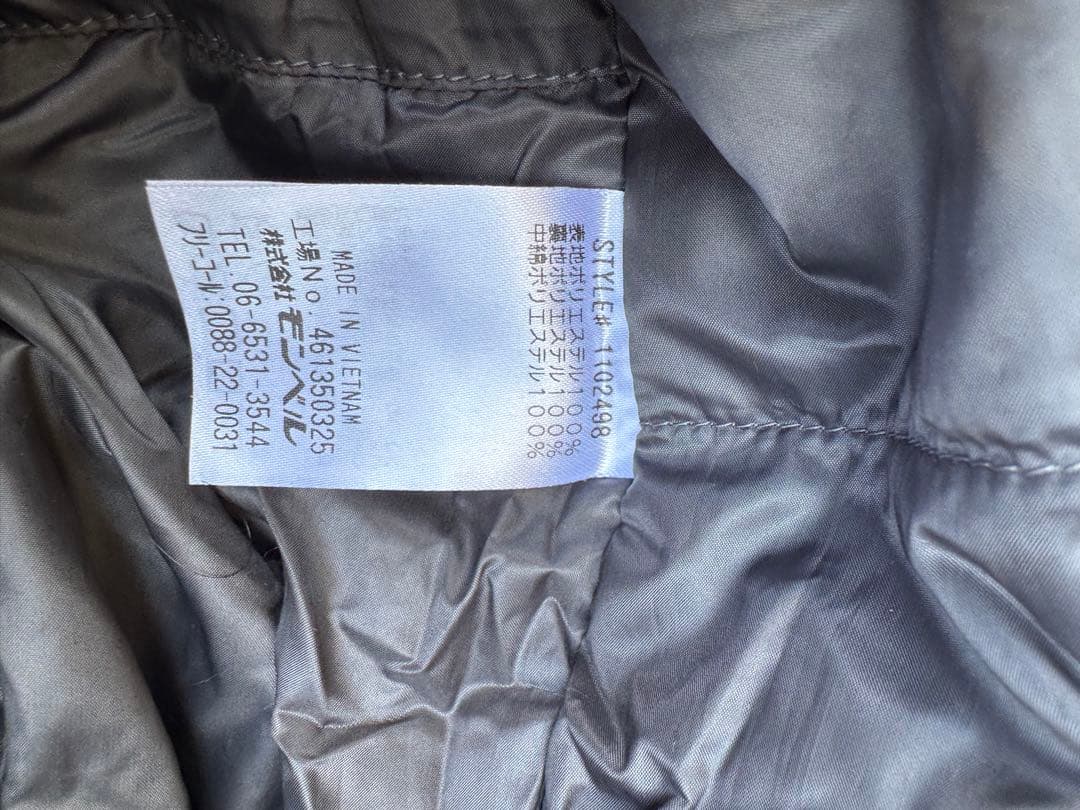 STYLE# 1102498
表地ポリエステル100%
裏地ポリエステル100%
中綿ポリエステル100%
MADE IN VIETNAM
工場No. 461350325
株式会社 モンベル
TEL. 06-6531-3544
フリーコール:0088-22-0031